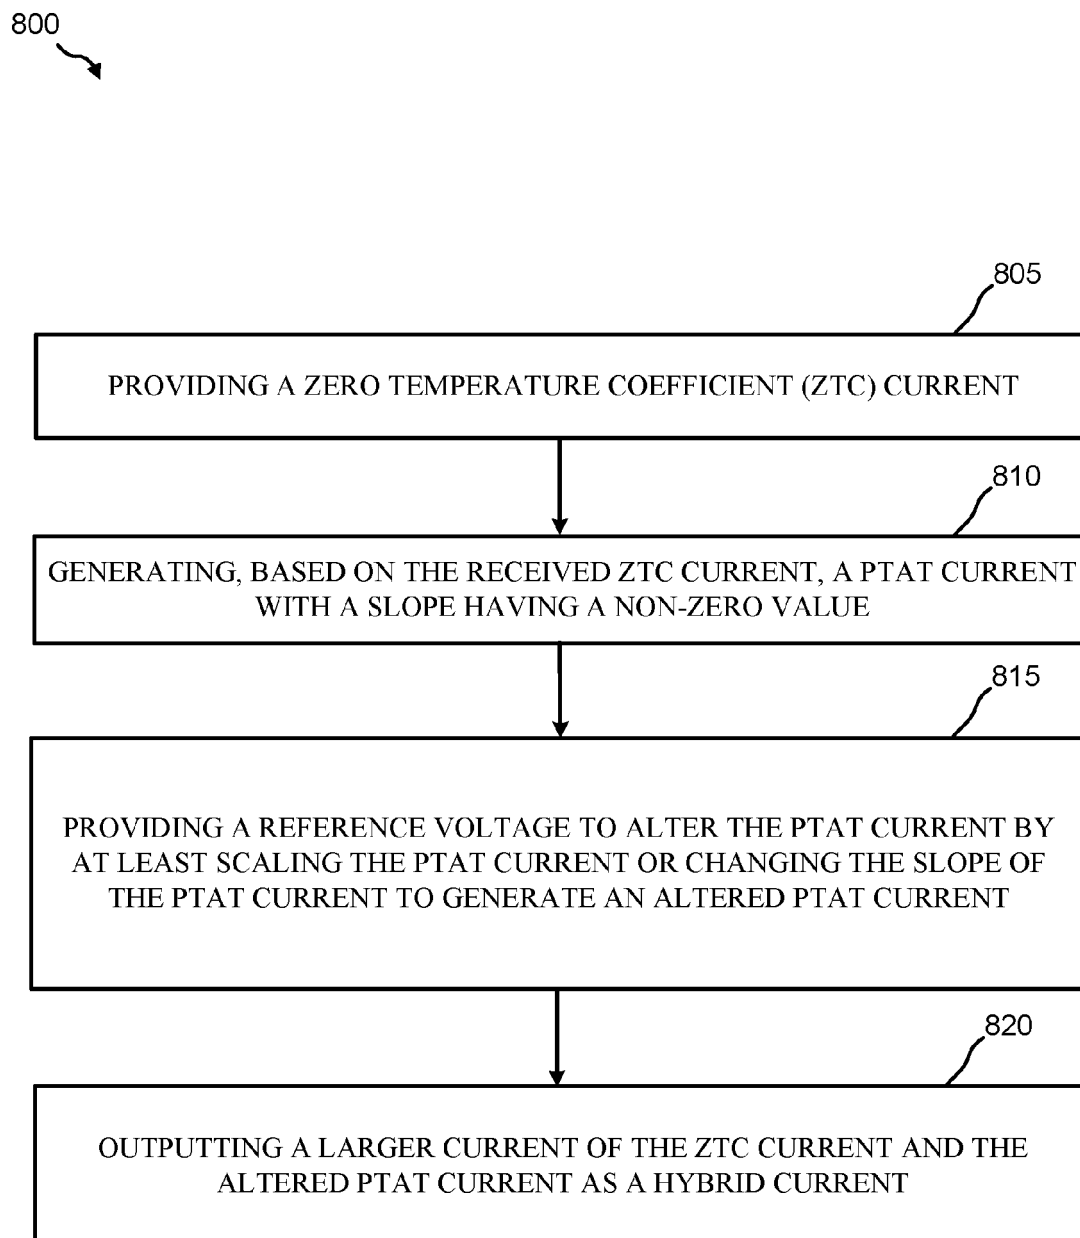 800
805
PROVIDING A ZERO TEMPERATURE COEFFICIENT (ZTC) CURRENT
810
GENERATING, BASED ON THE RECEIVED ZTC CURRENT, A PTAT CURRENT
WITH A SLOPE HAVING A NON-ZERO VALUE
815
PROVIDING A REFERENCE VOLTAGE TO ALTER THE PTAT CURRENT BY
AT LEAST SCALING THE PTAT CURRENT OR CHANGING THE SLOPE OF
THE PTAT CURRENT TO GENERATE AN ALTERED PTAT CURRENT
820
OUTPUTTING A LARGER CURRENT OF THE ZTC CURRENT AND THE
ALTERED PTAT CURRENT AS A HYBRID CURRENT